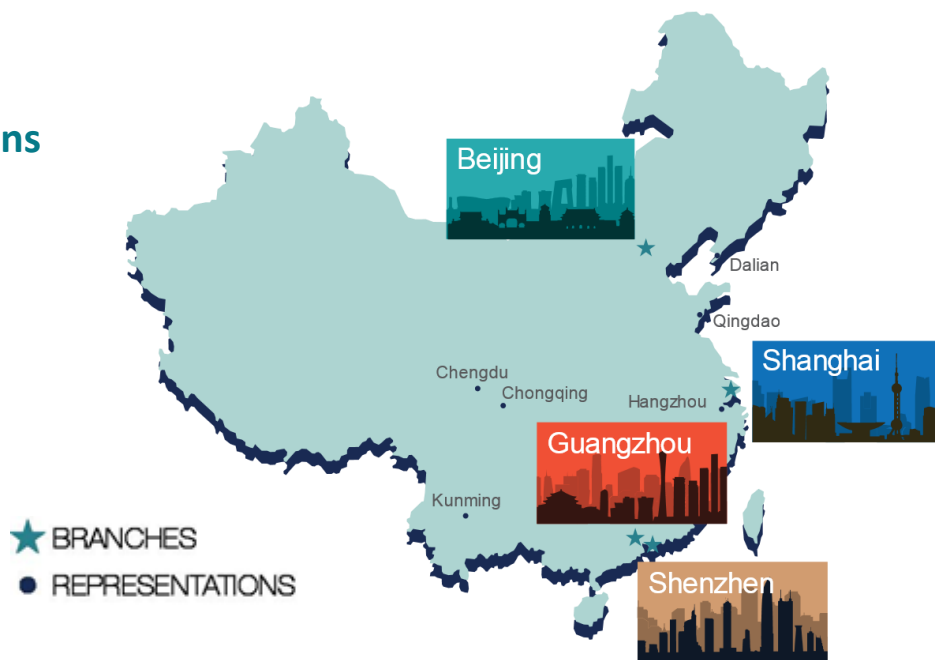 ns
Beijing
Dalian
Qingdao
Shanghai
Chengdu
Chongqing
Hangzhou
Guangzhou
Kunming
BRANCHES
REPRESENTATIONS
Shenzhen